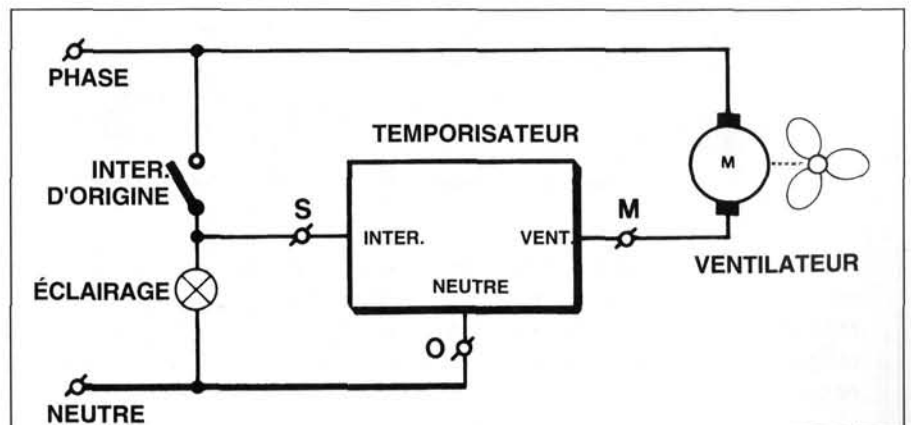 PHASE
TEMPORISATEUR
INTER.
D'ORIGINE
S
INTER.
VENT.
M
M
VENTILATEUR
ÉCLAIRAGE
NEUTRE
O
NEUTRE